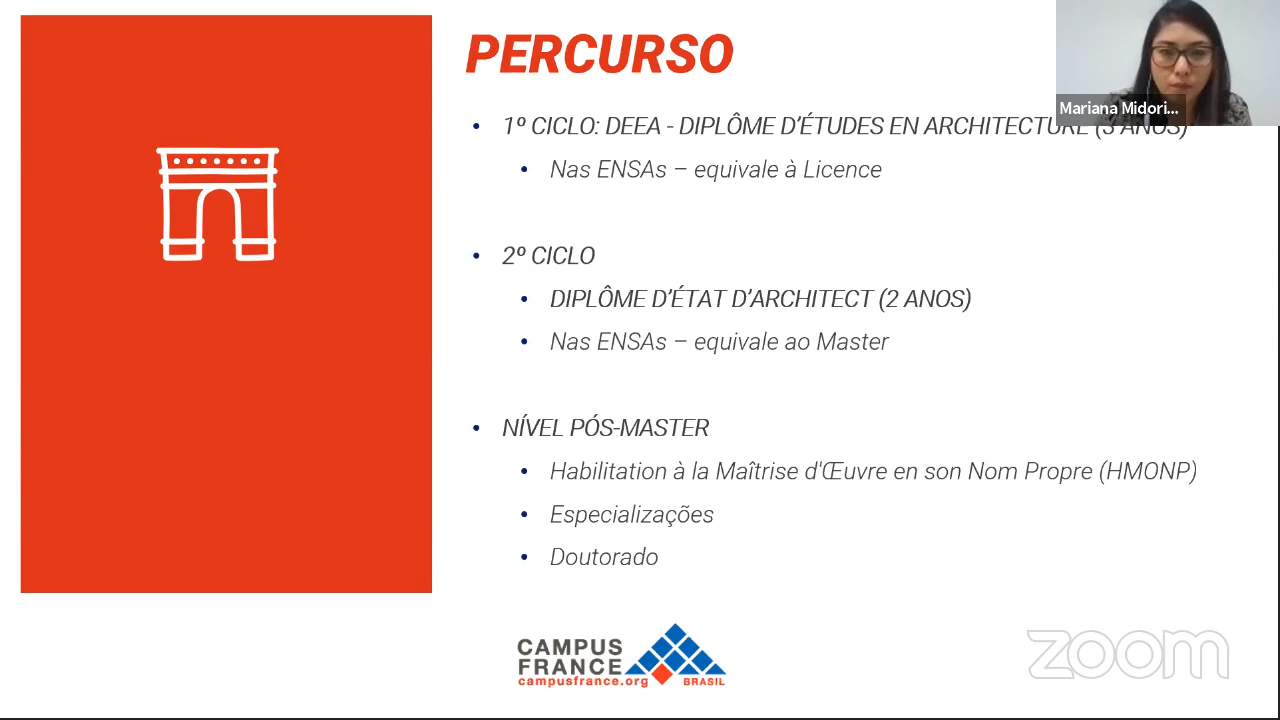 PERCURSO
Mariana Midori...
• 1º CICLO: DEEA - DIPLÔME D'ÉTUDES EN ARCHITECTURE (3 ANOS)
• Nas ENSAs – equivale à Licence
• 2º CICLO
• DIPLÔME D'ÉTAT D'ARCHITECT (2 ANOS)
• Nas ENSAs – equivale ao Master
• NÍVEL PÓS-MASTER
• Habilitation à la Maîtrise d'Œuvre en son Nom Propre (HMONP)
• Especializações
• Doutorado
CAMPUS
FRANCE
campusfrance.org BRASIL
zoom